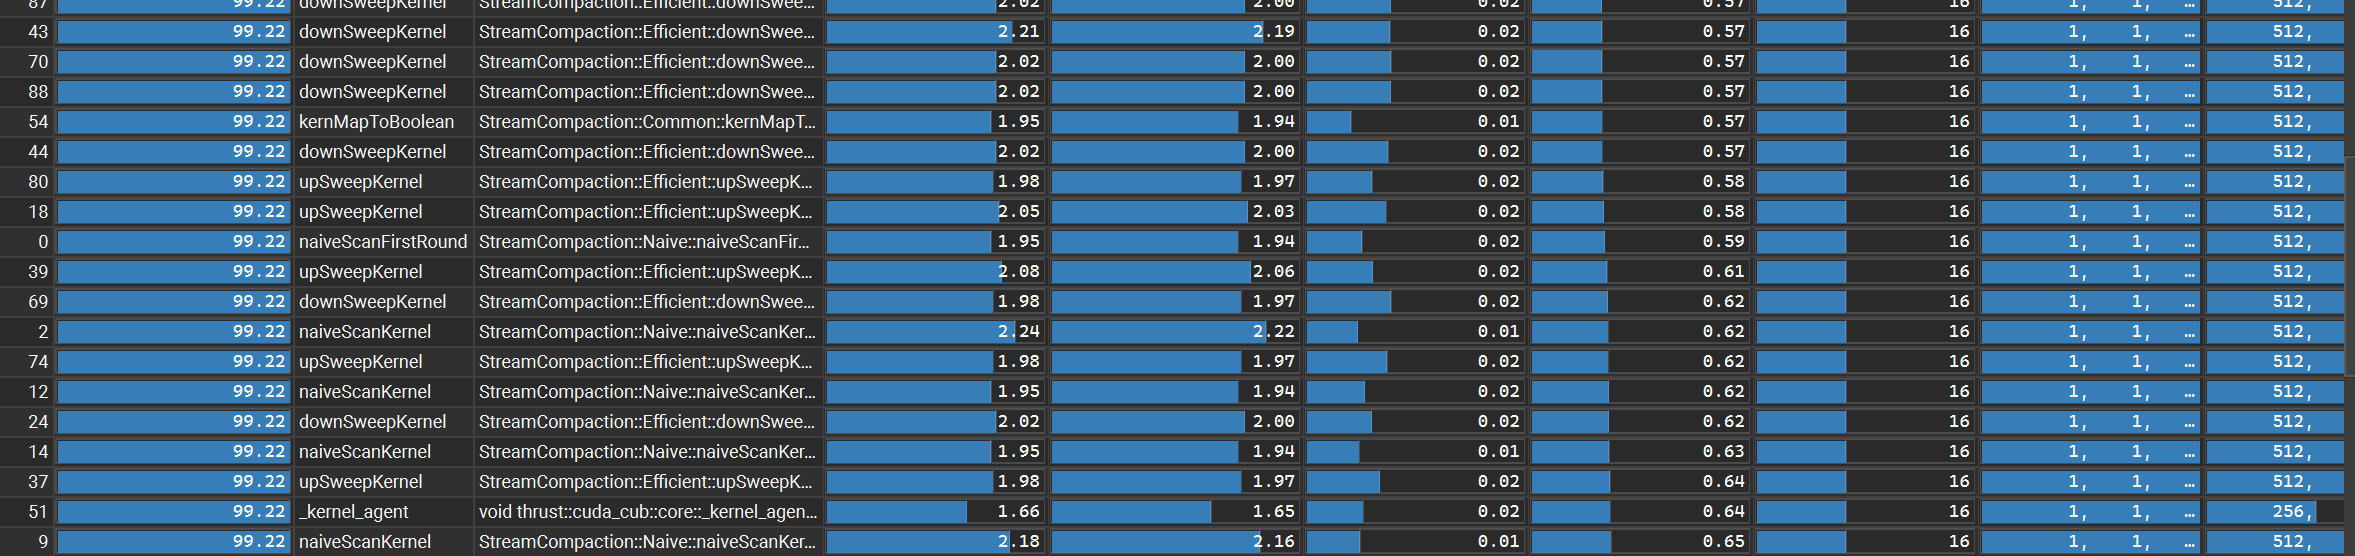 87 99.22 downSweepKernel StreamCompaction::Efficient::downSwee... 2.02 2.00 0.02 0.57 16 1, 1, ... 512,
43 99.22 downSweepKernel StreamCompaction::Efficient::downSwee... 2.21 2.19 0.02 0.57 16 1, 1, ... 512,
70 99.22 downSweepKernel StreamCompaction::Efficient::downSwee... 2.02 2.00 0.02 0.57 16 1, 1, ... 512,
88 99.22 downSweepKernel StreamCompaction::Efficient::downSwee... 2.02 2.00 0.02 0.57 16 1, 1, ... 512,
54 99.22 kernMapToBoolean StreamCompaction::Common::kernMapT... 1.95 1.94 0.01 0.57 16 1, 1, ... 512,
44 99.22 downSweepKernel StreamCompaction::Efficient::downSwee... 2.02 2.00 0.02 0.57 16 1, 1, ... 512,
80 99.22 upSweepKernel StreamCompaction::Efficient::upSweepK... 1.98 1.97 0.02 0.58 16 1, 1, ... 512,
18 99.22 upSweepKernel StreamCompaction::Efficient::upSweepK... 2.05 2.03 0.02 0.58 16 1, 1, ... 512,
0 99.22 naiveScanFirstRound StreamCompaction::Naive::naiveScanFir... 1.95 1.94 0.02 0.59 16 1, 1, ... 512,
39 99.22 upSweepKernel StreamCompaction::Efficient::upSweepK... 2.08 2.06 0.02 0.61 16 1, 1, ... 512,
69 99.22 downSweepKernel StreamCompaction::Efficient::downSwee... 1.98 1.97 0.02 0.62 16 1, 1, ... 512,
2 99.22 naiveScanKernel StreamCompaction::Naive::naiveScanKer... 2.24 2.22 0.01 0.62 16 1, 1, ... 512,
74 99.22 upSweepKernel StreamCompaction::Efficient::upSweepK... 1.98 1.97 0.02 0.62 16 1, 1, ... 512,
12 99.22 naiveScanKernel StreamCompaction::Naive::naiveScanKer... 1.95 1.94 0.02 0.62 16 1, 1, ... 512,
24 99.22 downSweepKernel StreamCompaction::Efficient::downSwee... 2.02 2.00 0.02 0.62 16 1, 1, ... 512,
14 99.22 naiveScanKernel StreamCompaction::Naive::naiveScanKer... 1.95 1.94 0.01 0.63 16 1, 1, ... 512,
37 99.22 upSweepKernel StreamCompaction::Efficient::upSweepK... 1.98 1.97 0.02 0.64 16 1, 1, ... 512,
51 99.22 _kernel_agent void thrust::cuda_cub::core::_kernel_agen... 1.66 1.65 0.02 0.64 16 1, 1, ... 256,
9 99.22 naiveScanKernel StreamCompaction::Naive::naiveScanKer... 2.18 2.16 0.01 0.65 16 1, 1, ... 512,